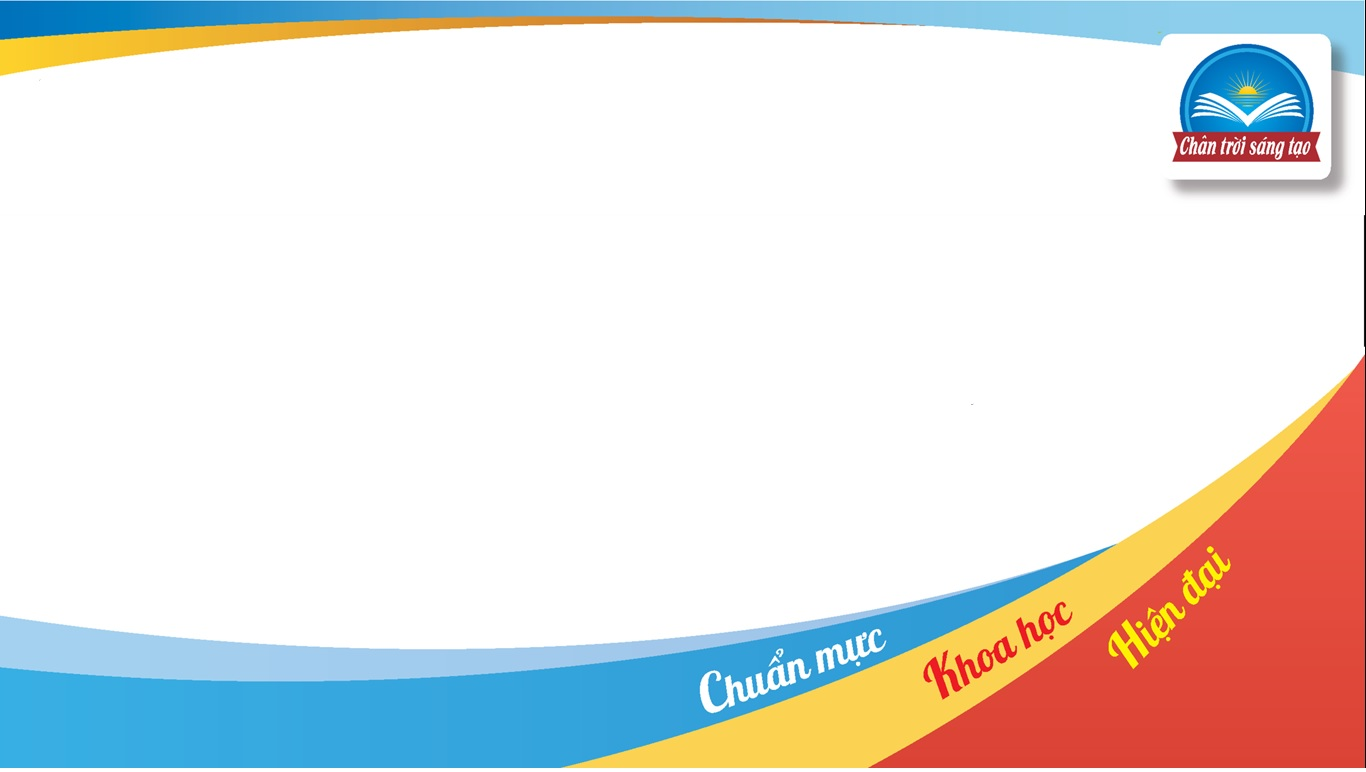 Chân trời sáng tạo
Chuẩn mực
Khoa học
Hiện đại